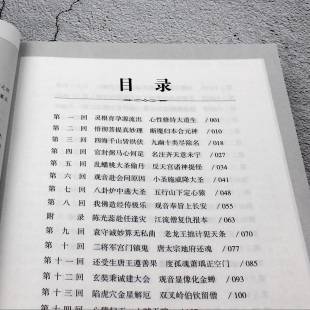 目录
第一回 灵根育孕源流出 心性修持大道生 / 001
第二回 悟彻菩提真妙理 断魔归本合元神 / 010
第三回 四海千山皆拱伏 九幽十类尽除名 / 018
第四回 官封弼马心何足 名注齐天意未宁 / 027
第五回 乱蟠桃大圣偷丹 反天宫诸神捉怪 / 036
第六回 观音赴会问原因 小圣施威降大圣 / 044
第七回 八卦炉中逃大圣 五行山下定心猿 / 048
第八回 我佛造经传极乐 观音奉旨上长安 / 055
附录 陈光蕊赴任逢灾 江流僧复仇报本 / 063
第九回 袁守诚妙算无私曲 老龙王拙计犯天条 / 070
第十回 二将军宫门镇鬼 唐太宗地府还魂 / 077
第十一回 还受生唐王遵善果 度孤魂萧瑀正空门 / 085
第十二回 玄奘秉诚建大会 观音显像化金蝉 / 093
第十三回 陷虎穴金星解厄 双叉岭伯钦留僧 / 100